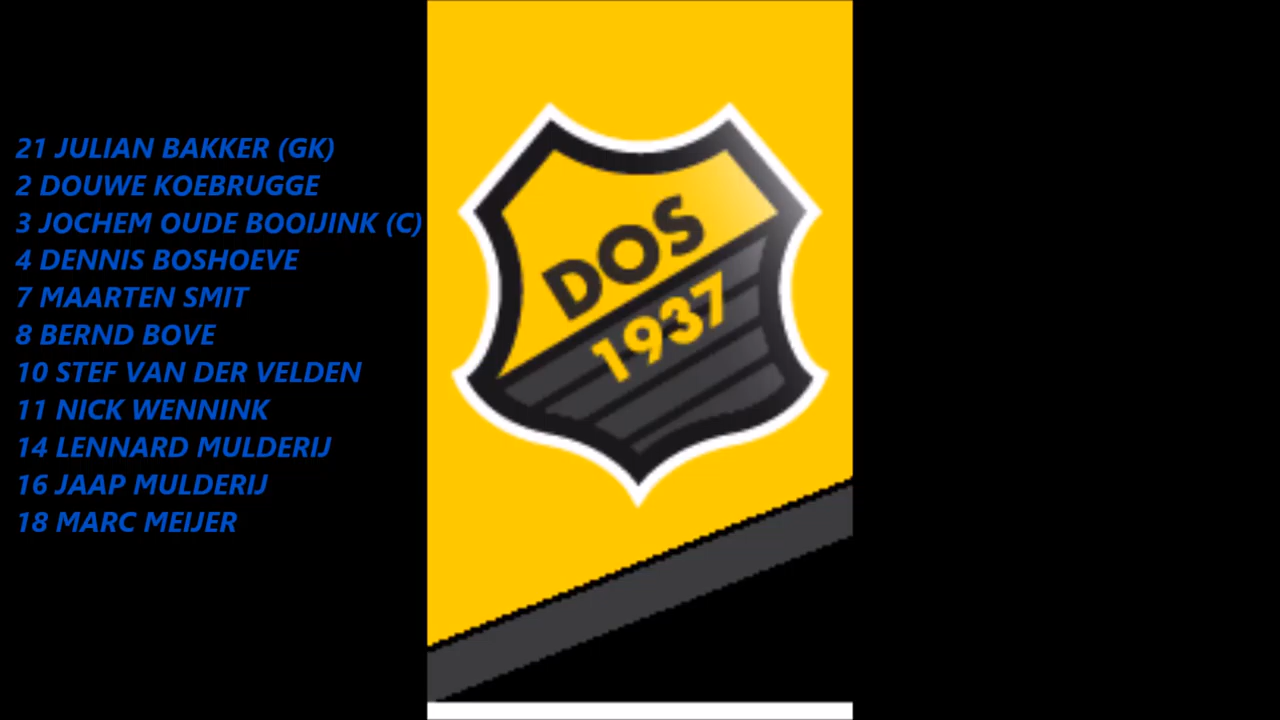 21 JULIAN BAKKER (GK)
2 DOUWE KOEBRUGGE
3 JOCHEM OUDE BOOIJINK (C)
4 DENNIS BOSHOEVE
7 MAARTEN SMIT
8 BERND BOVE
10 STEF VAN DER VELDEN
11 NICK WENNINK
14 LENNARD MULDERIJ
16 JAAP MULDERIJ
18 MARC MEIJER
DOS
1937